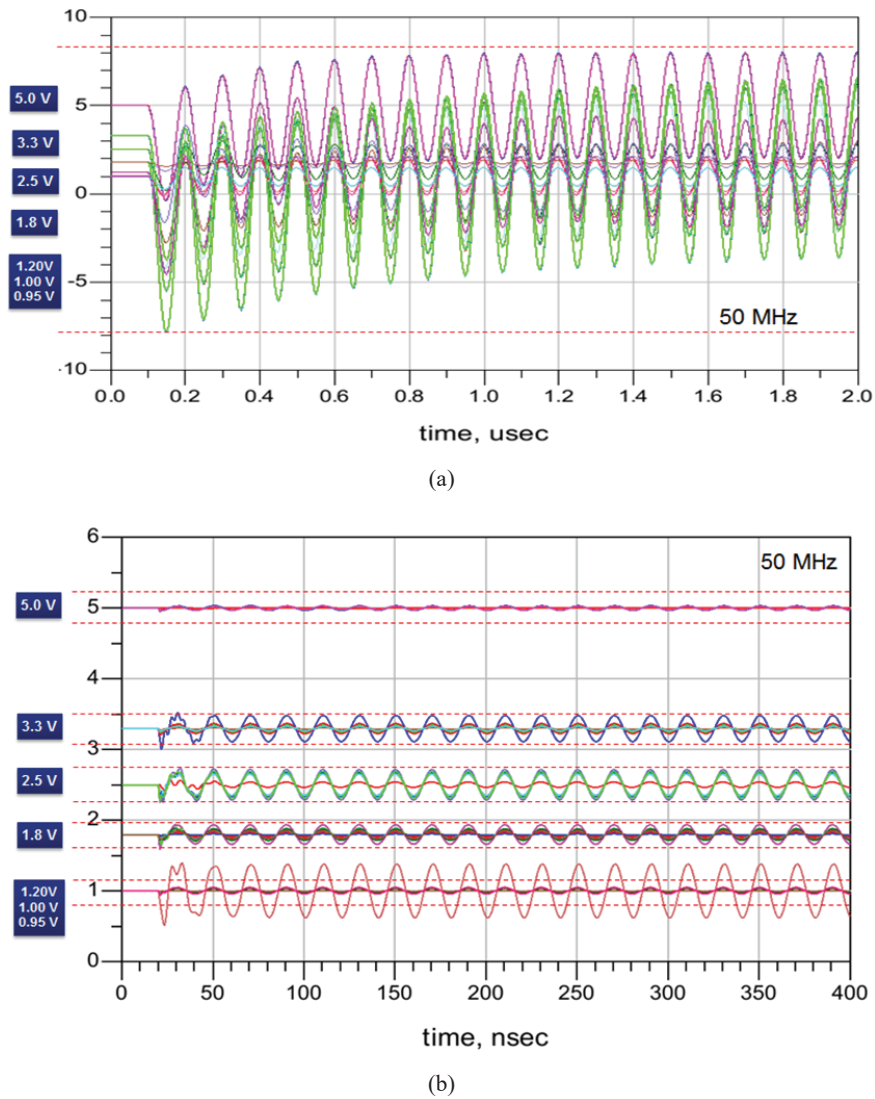 10
5
0
-5
-10
5.0 V
3.3 V
2.5 V
1.8 V
1.20V
1.00 V
0.95 V
50 MHz
0.0 0.2 0.4 0.6 0.8 1.0 1.2 1.4 1.6 1.8 2.0
time, usec
(a)
6
5
4
3
2
1
0
5.0 V
3.3 V
2.5 V
1.8 V
1.20V
1.00 V
0.95 V
50 MHz
0 50 100 150 200 250 300 350 400
time, nsec
(b)